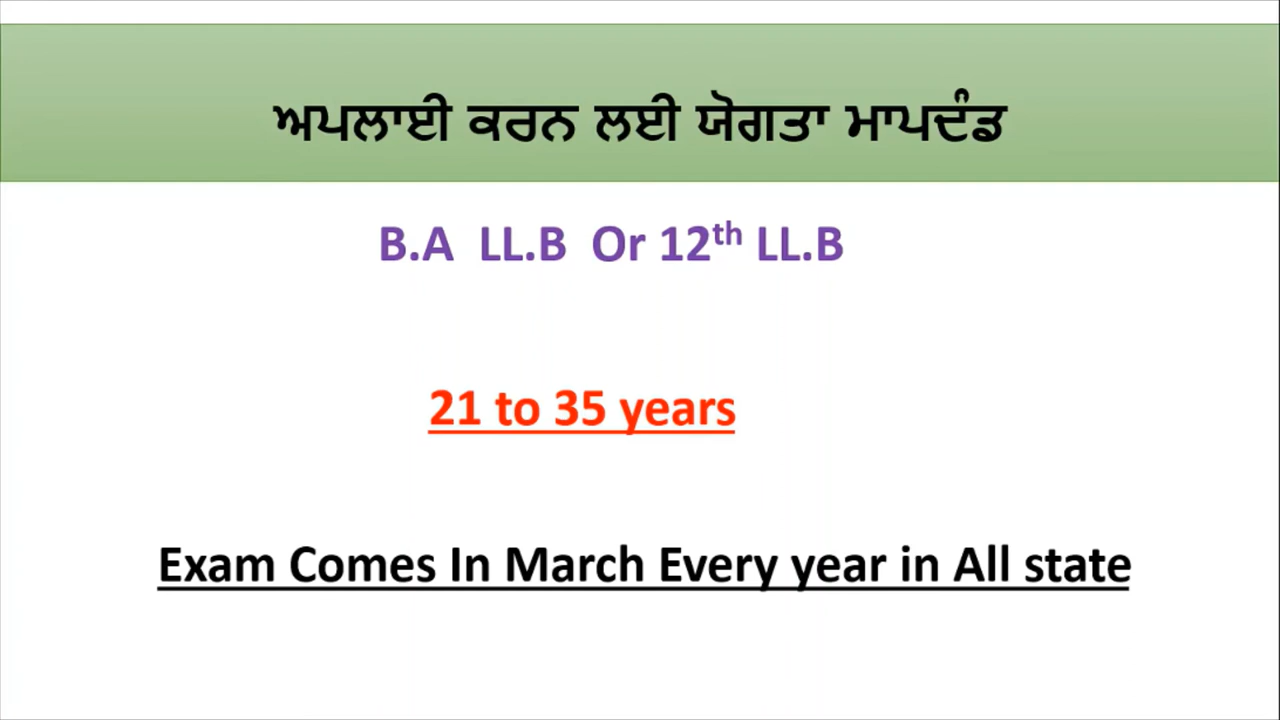 ਅਪਲਾਈ ਕਰਨ ਲਈ ਯੋਗਤਾ ਮਾਪਦੰਡ
B.A LL.B Or 12th LL.B
21 to 35 years
Exam Comes In March Every year in All state